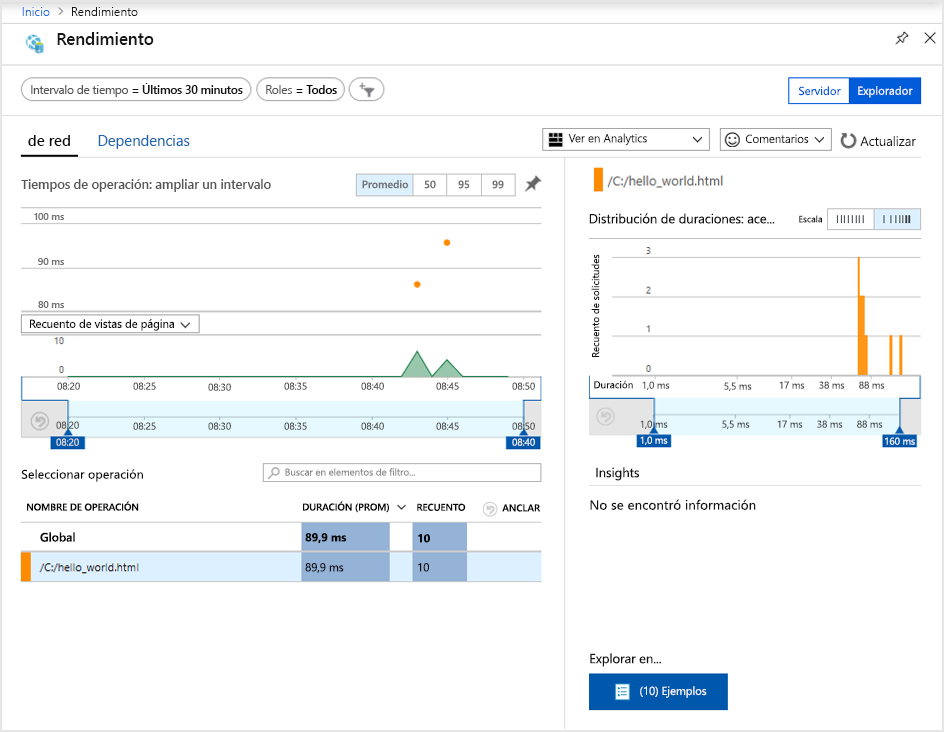 Inicio > Rendimiento
Rendimiento
Intervalo de tiempo = Últimos 30 minutos
Roles = Todos
Servidor
Explorador
de red
Dependencias
Ver en Analytics
Comentarios
Actualizar
Tiempos de operación: ampliar un intervalo
Promedio 50 95 99
100 ms
90 ms
80 ms
Recuento de vistas de página
10
0
08:20 08:25 08:30 08:35 08:40 08:45 08:50
08:20 08:25 08:30 08:35 08:40 08:45 08:50
08:20 08:40
Seleccionar operación
Buscar en elementos de filtro...
NOMBRE DE OPERACIÓN DURACIÓN (PROM) RECUENTO ANCLAR
Global 89,9 ms 10
/C:/hello_world.html 89,9 ms 10
/C:/hello_world.html
Distribución de duraciones: ace...
Escala
Recuento de solicitudes
3
2
1
0
Duración 1,0 ms 5,5 ms 17 ms 38 ms 88 ms
1,0 ms 5,5 ms 17 ms 38 ms 88 ms
1,0 ms 160 ms
Insights
No se encontró información
Explorar en...
(10) Ejemplos